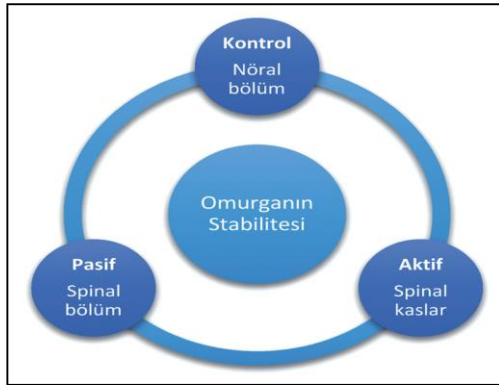 Kontrol
Nöral
bölüm
Omurganın
Stabilitesi
Pasif
Spinal
bölüm
Aktif
Spinal
kaslar